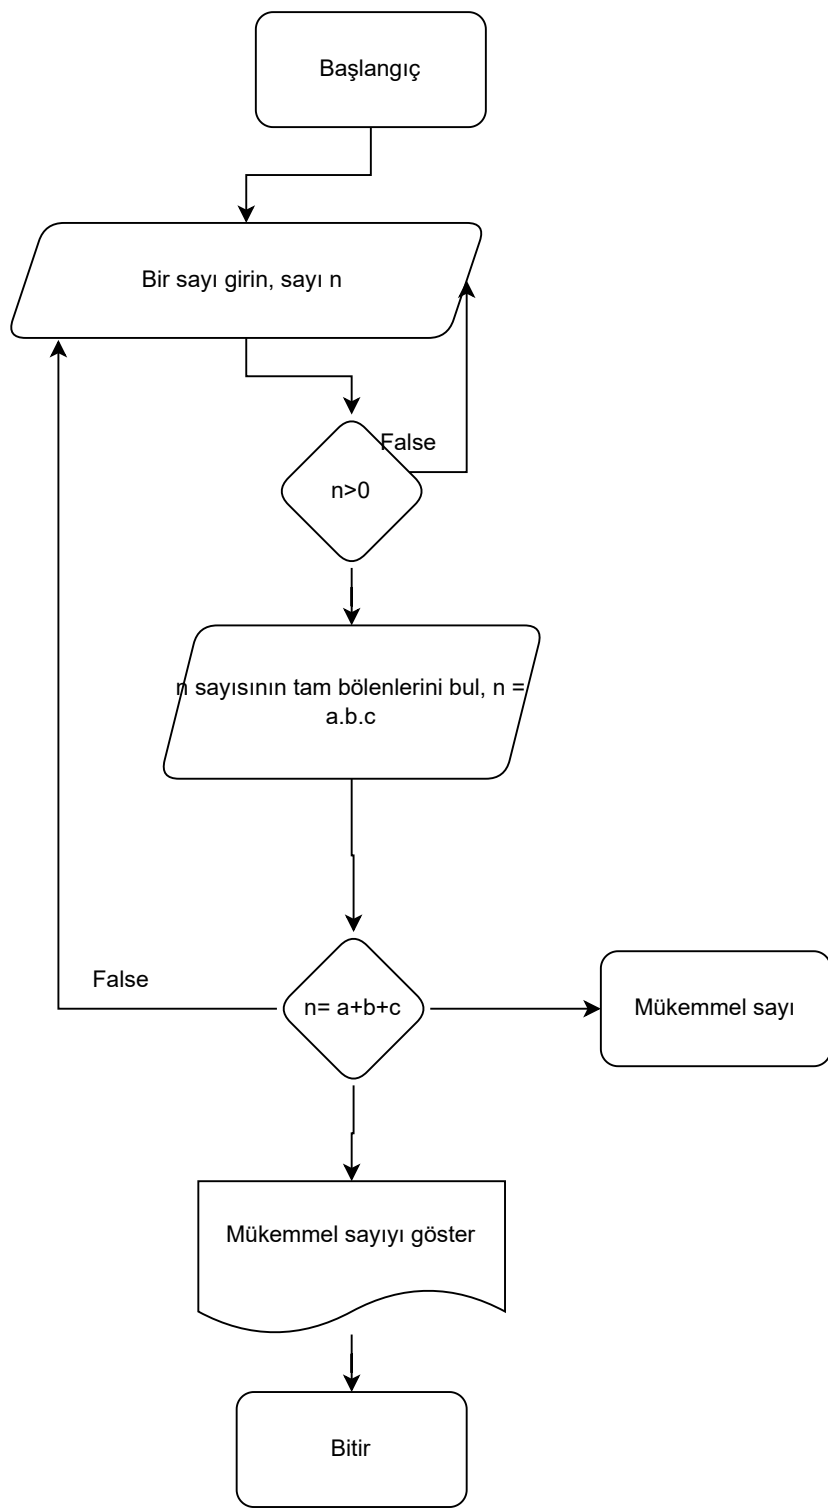 Başlangıç
Bir sayı girin, sayı n
False
n>0
n sayısının tam bölenlerini bul, n =
a.b.c
False
n= a+b+c
Mükemmel sayı
Mükemmel sayıyı göster
Bitir